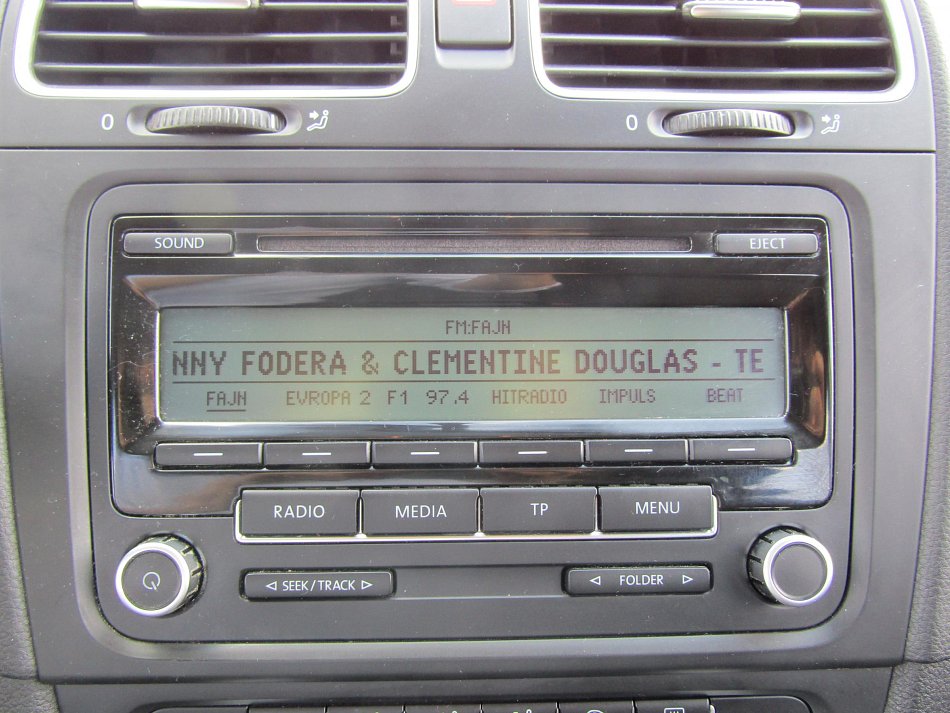 0 0
SOUND EJECT
FM:FAJN
NNY FODERA & CLEMENTINE DOUGLAS - TE
FAJN EVROPA 2 F1 97.4 HITRADIO IMPULS BEAT
RADIO MEDIA TP MENU
SEEK/TRACK FOLDER